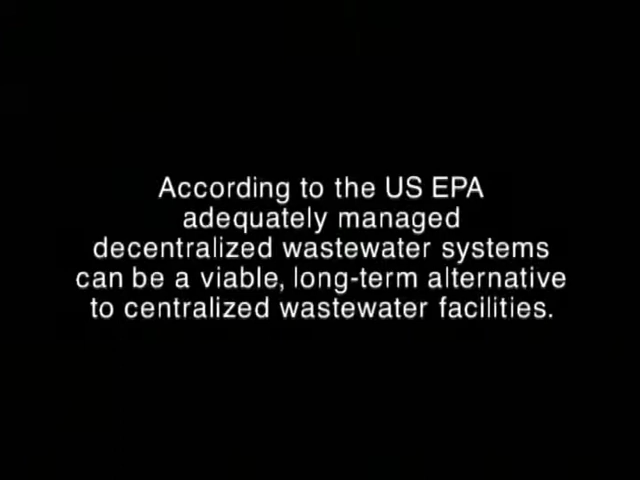 According to the US EPA
adequately managed
decentralized wastewater systems
can be a viable, long-term alternative
to centralized wastewater facilities.